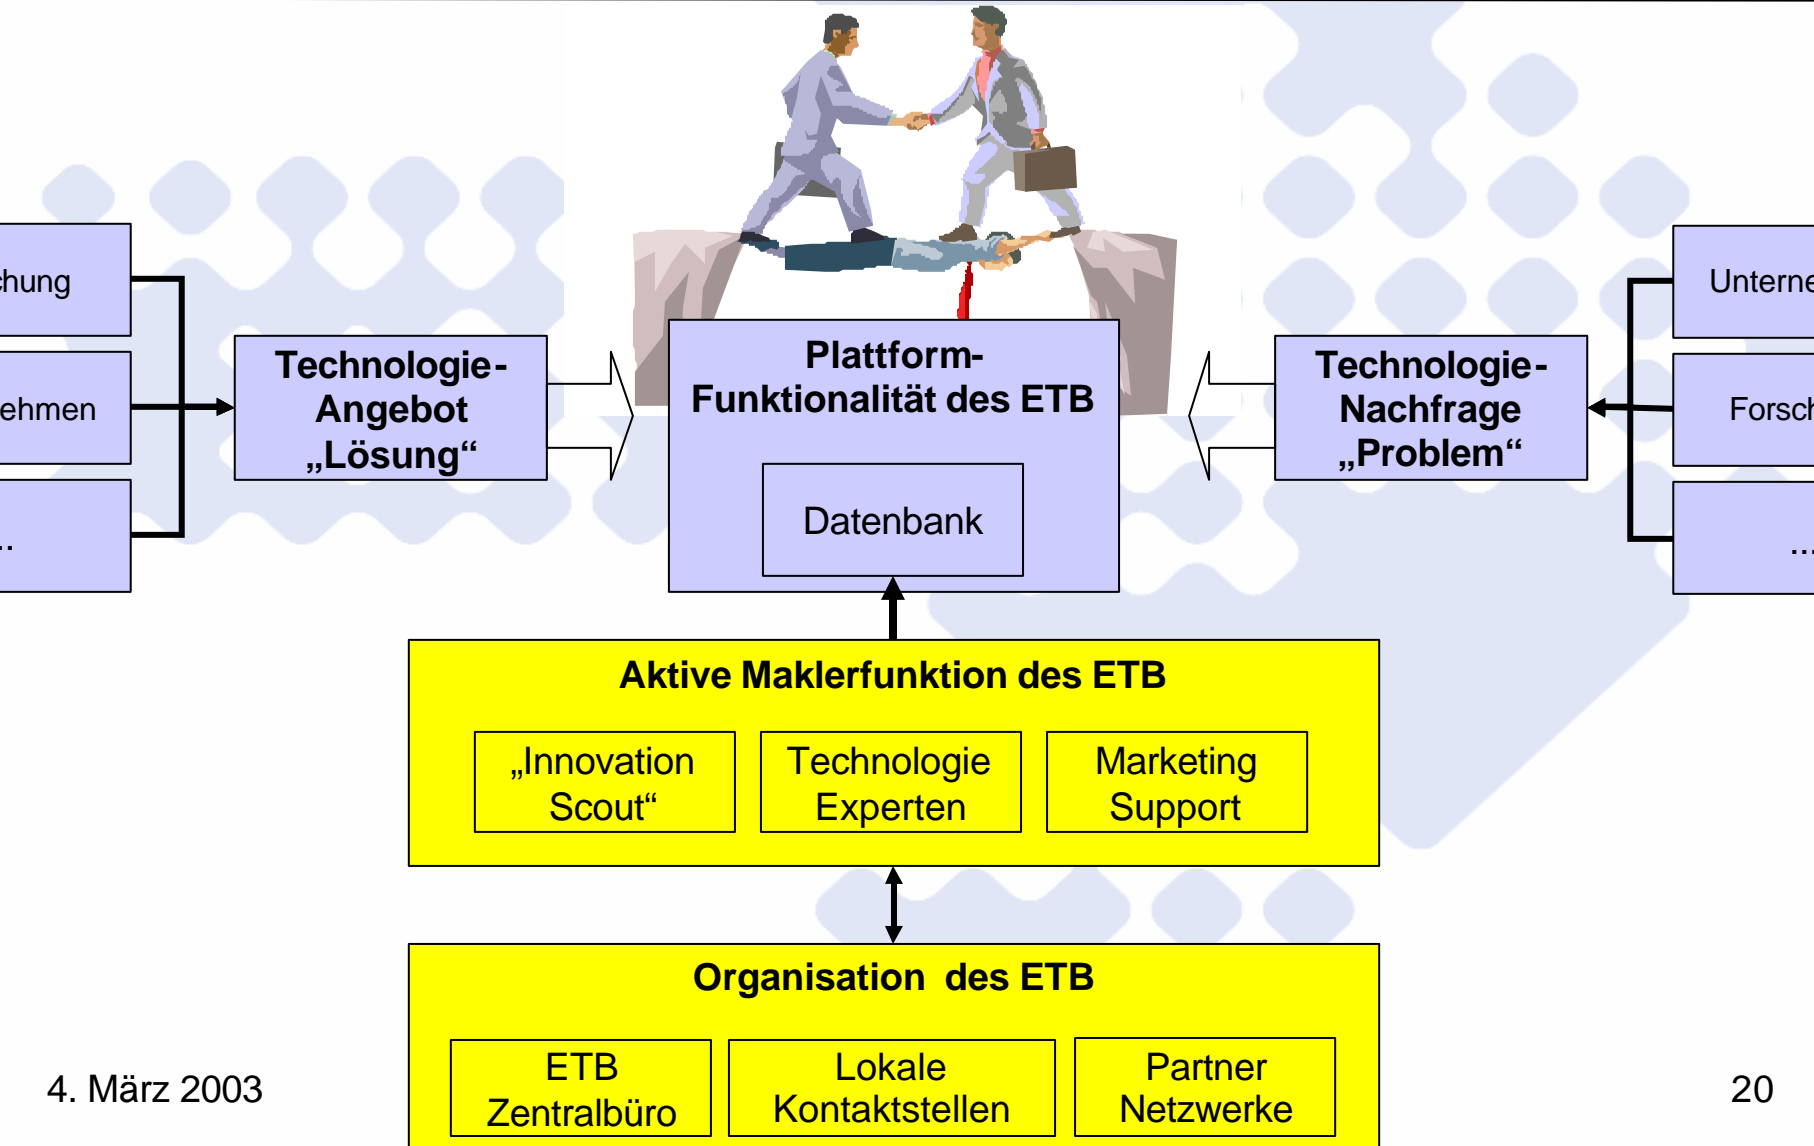 chung
ehmen
..
Technologie-
Angebot
„Lösung“
Plattform-
Funktionalität des ETB
Datenbank
Technologie-
Nachfrage
„Problem“
Unterne
Forsch
...
Aktive Maklerfunktion des ETB
„Innovation
Scout“
Technologie
Experten
Marketing
Support
Organisation des ETB
ETB
Zentralbüro
Lokale
Kontaktstellen
Partner
Netzwerke
4. März 2003
20